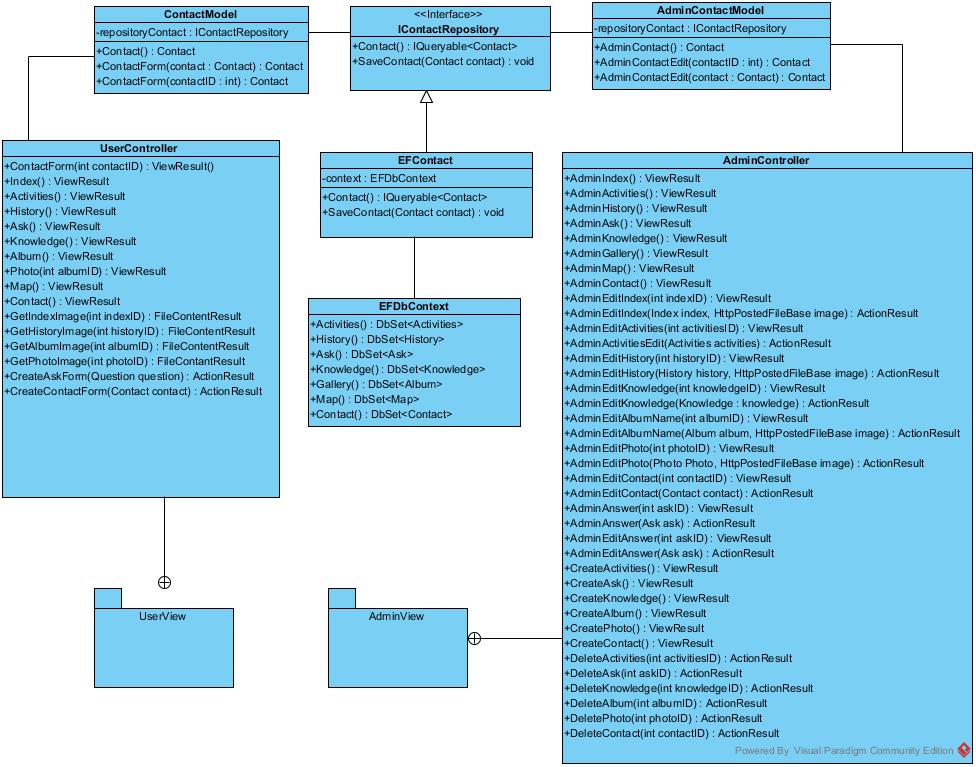 ContactModel
-repositoryContact : IContactRepository
+Contact() : Contact
+ContactForm(contact : Contact) : Contact
+ContactForm(contactID : int) : Contact
<<Interface>>
IContactRepository
+Contact() : IQueryable<Contact>
+SaveContact(Contact contact) : void
AdminContactModel
-repositoryContact : IContactRepository
+AdminContact() : Contact
+AdminContactEdit(contactID : int) : Contact
+AdminContactEdit(contact : Contact) : Contact
UserController
+ContactForm(int contactID) : ViewResult()
+Index() : ViewResult
+Activities() : ViewResult
+History() : ViewResult
+Ask() : ViewResult
+Knowledge() : ViewResult
+Album() : ViewResult
+Photo(int albumID) : ViewResult
+Map() : ViewResult
+Contact() : ViewResult
+GetIndexImage(int indexID) : FileContentResult
+GetHistoryImage(int historyID) : FileContentResult
+GetAlbumImage(int albumID) : FileContentResult
+GetPhotoImage(int photoID) : FileContantResult
+CreateAskForm(Question question) : ActionResult
+CreateContactForm(Contact contact) : ActionResult
EFContact
-context : EFDbContext
+Contact() : IQueryable<Contact>
+SaveContact(Contact contact) : void
EFDbContext
+Activities() : DbSet<Activities>
+History() : DbSet<History>
+Ask() : DbSet<Ask>
+Knowledge() : DbSet<Knowledge>
+Gallery() : DbSet<Album>
+Map() : DbSet<Map>
+Contact() : DbSet<Contact>
AdminController
+AdminIndex() : ViewResult
+AdminActivities() : ViewResult
+AdminHistory() : ViewResult
+AdminAsk() : ViewResult
+AdminKnowledge() : ViewResult
+AdminGallery() : ViewResult
+AdminMap() : ViewResult
+AdminContact() : ViewResult
+AdminEditIndex(int indexID) : ViewResult
+AdminEditIndex(Index index, HttpPostedFileBase image) : ActionResult
+AdminEditActivities(int activitiesID) : ViewResult
+AdminActivitiesEdit(Activities activities) : ActionResult
+AdminEditHistory(int historyID) : ViewResult
+AdminEditHistory(History history, HttpPostedFileBase image) : ActionResult
+AdminEditKnowledge(int knowledgeID) : ViewResult
+AdminEditKnowledge(Knowledge : knowledge) : ActionResult
+AdminEditAlbumName(int albumID) : ViewResult
+AdminEditAlbumName(Album album, HttpPostedFileBase image) : ActionResult
+AdminEditPhoto(int photoID) : ViewResult
+AdminEditPhoto(Photo Photo, HttpPostedFileBase image) : ActionResult
+AdminEditContact(int contactID) : ViewResult
+AdminEditContact(Contact contact) : ActionResult
+AdminAnswer(int askID) : ViewResult
+AdminAnswer(Ask ask) : ActionResult
+AdminEditAnswer(int askID) : ViewResult
+AdminEditAnswer(Ask ask) : ActionResult
+CreateActivities() : ViewResult
+CreateAsk() : ViewResult
+CreateKnowledge() : ViewResult
+CreateAlbum() : ViewResult
+CreatePhoto() : ViewResult
+CreateContact() : ViewResult
+DeleteActivities(int activitiesID) : ActionResult
+DeleteAsk(int askID) : ActionResult
+DeleteKnowledge(int knowledgeID) : ActionResult
+DeleteAlbum(int albumID) : ActionResult
+DeletePhoto(int photoID) : ActionResult
+DeleteContact(int contactID) : ActionResult
UserView
AdminView
Powered By Visual Paradigm Community Edition